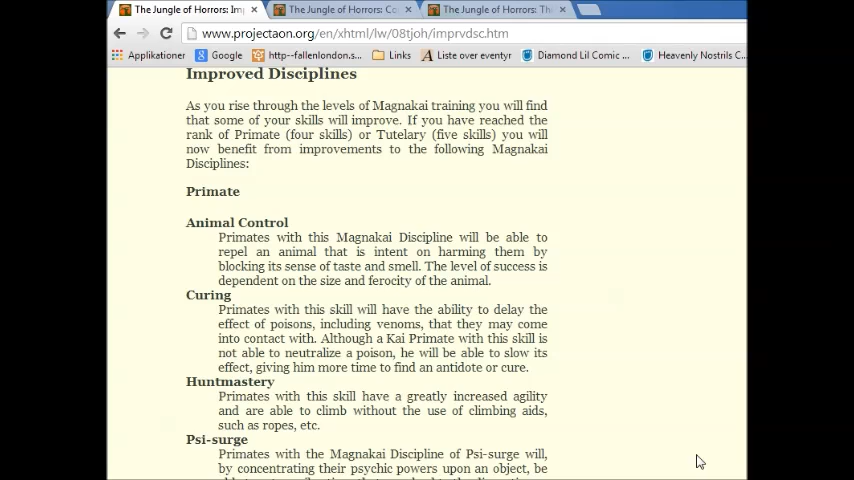 The Jungle of Horrors: Im
The Jungle of Horrors: Co
The Jungle of Horrors: Th
www.projectaon.org/en/xhtml/lw/08tjoh/imprvdsc.htm
Applikationer
Google
http--fallenlondon.s...
Links
Liste over eventyr
Diamond Lil Comic ...
Heavenly Nostrils C
Improved Disciplines
As you rise through the levels of Magnakai training you will find
that some of your skills will improve. If you have reached the
rank of Primate (four skills) or Tutelary (five skills) you will
now benefit from improvements to the following Magnakai
Disciplines:
Primate
Animal Control
Primates with this Magnakai Discipline will be able to
repel an animal that is intent on harming them by
blocking its sense of taste and smell. The level of success is
dependent on the size and ferocity of the animal.
Curing
Primates with this skill will have the ability to delay the
effect of poisons, including venoms, that they may come
into contact with. Although a Kai Primate with this skill is
not able to neutralize a poison, he will be able to slow its
effect, giving him more time to find an antidote or cure.
Huntmastery
Primates with this skill have a greatly increased agility
and are able to climb without the use of climbing aids,
such as ropes, etc.
Psi-surge
Primates with the Magnakai Discipline of Psi-surge will,
by concentrating their psychic powers upon an object, be